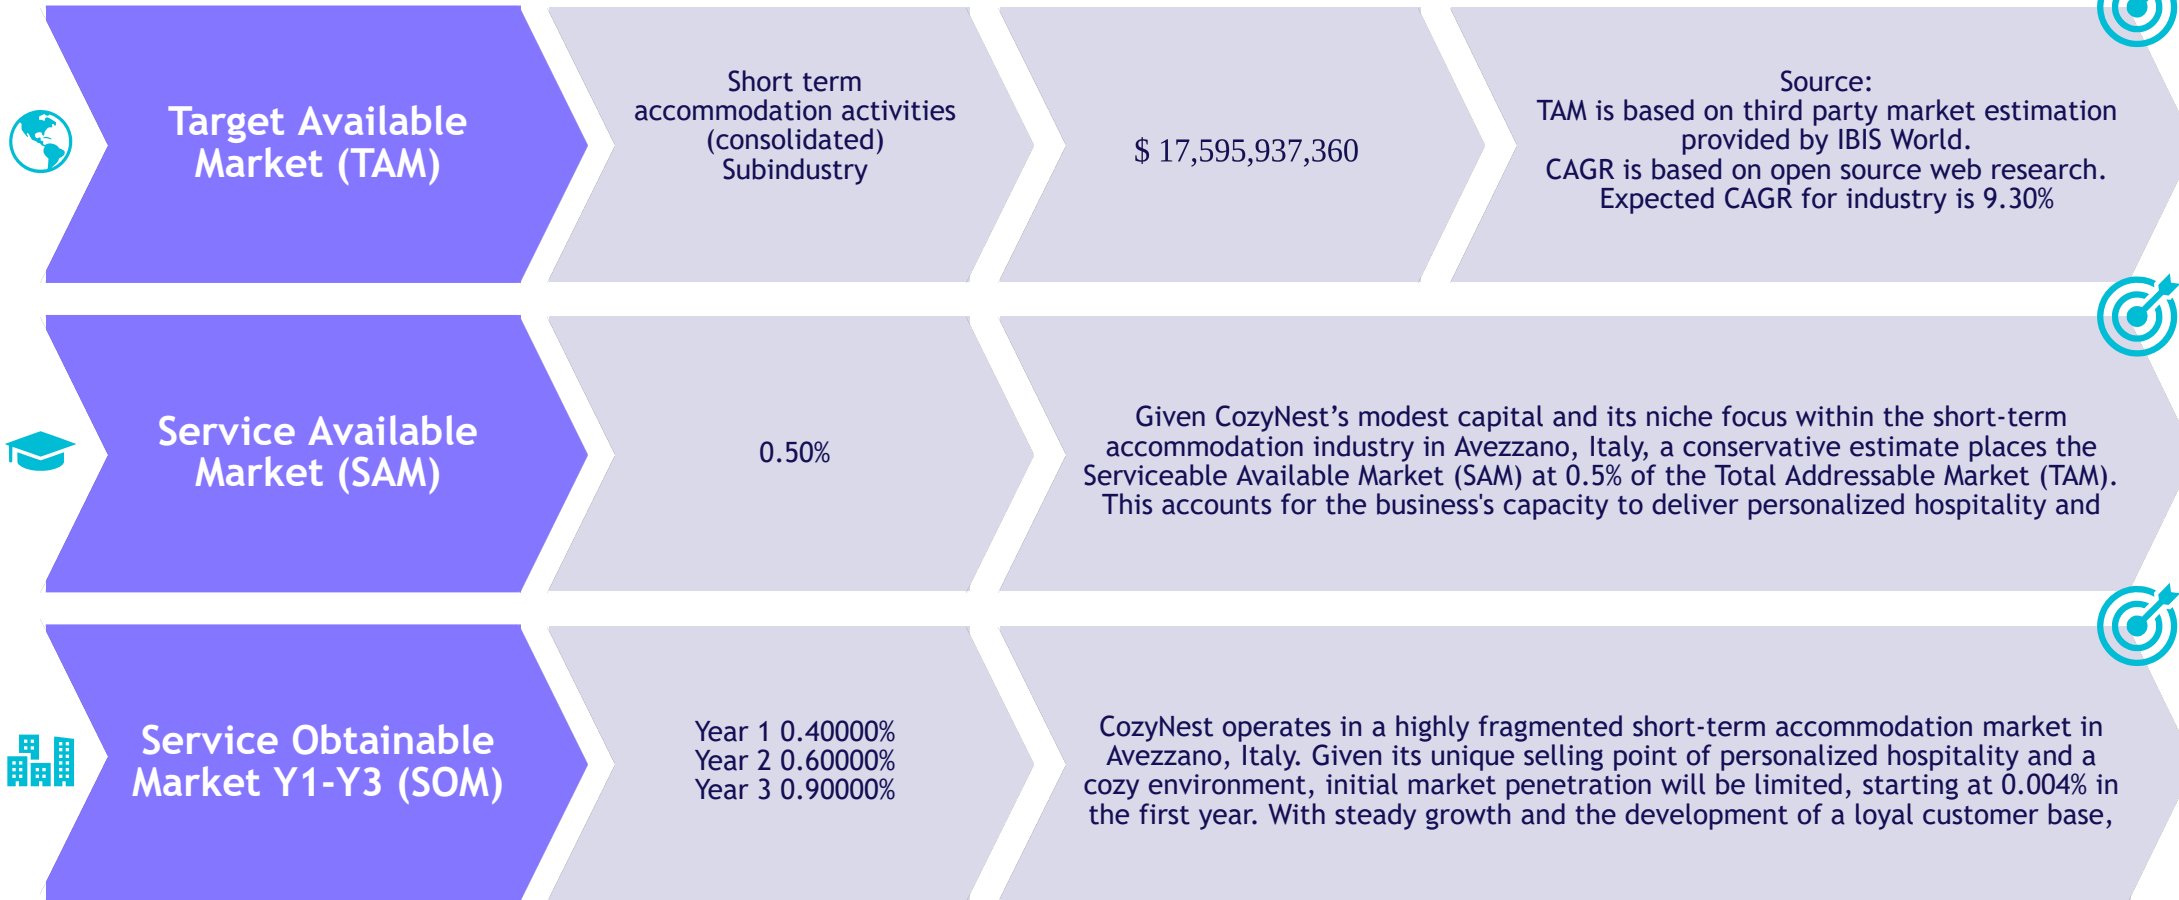 Target Available
Market (TAM)
Short term
accommodation activities
(consolidated)
Subindustry
$ 17,595,937,360
Source:
TAM is based on third party market estimation
provided by IBIS World.
CAGR is based on open source web research.
Expected CAGR for industry is 9.30%
Service Available
Market (SAM)
0.50%
Given CozyNest’s modest capital and its niche focus within the short-term
accommodation industry in Avezzano, Italy, a conservative estimate places the
Serviceable Available Market (SAM) at 0.5% of the Total Addressable Market (TAM).
This accounts for the business's capacity to deliver personalized hospitality and
Service Obtainable
Market Y1-Y3 (SOM)
Year 1 0.40000%
Year 2 0.60000%
Year 3 0.90000%
CozyNest operates in a highly fragmented short-term accommodation market in
Avezzano, Italy. Given its unique selling point of personalized hospitality and a
cozy environment, initial market penetration will be limited, starting at 0.004% in
the first year. With steady growth and the development of a loyal customer base,